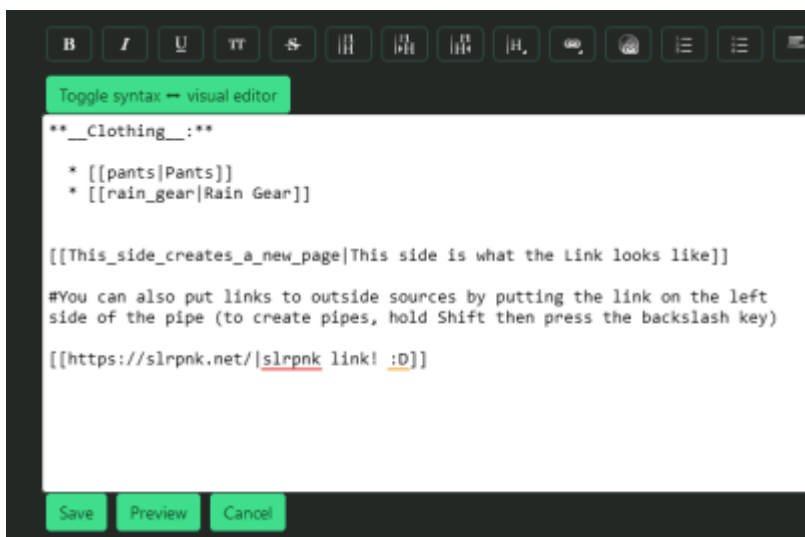 B I U TT S H H H H
Toggle syntax ↔ visual editor
**__Clothing__:**
* [[pants|Pants]]
* [[rain_gear|Rain Gear]]
[[This_side_creates_a_new_page|This side is what the Link looks like]]
#You can also put links to outside sources by putting the link on the left
side of the pipe (to create pipes, hold Shift then press the backslash key)
[[https://slrpnk.net/|slrpnk link! :D]]
Save Preview Cancel